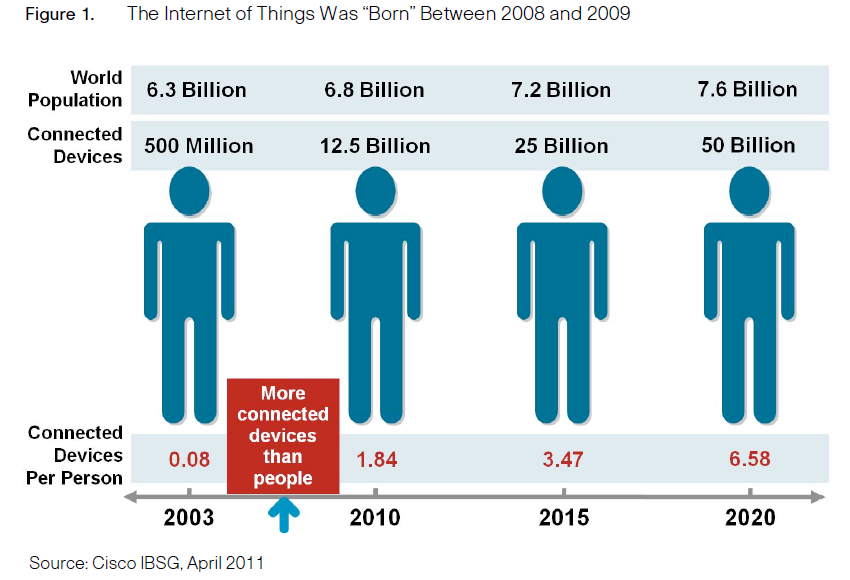 Figure 1. The Internet of Things Was “Born” Between 2008 and 2009
World
Population
6.3 Billion 6.8 Billion 7.2 Billion 7.6 Billion
Connected
Devices
500 Million 12.5 Billion 25 Billion 50 Billion
More
connected
devices
than
people
Connected
Devices
Per Person
0.08 1.84 3.47 6.58
2003 2010 2015 2020
Source: Cisco IBSG, April 2011